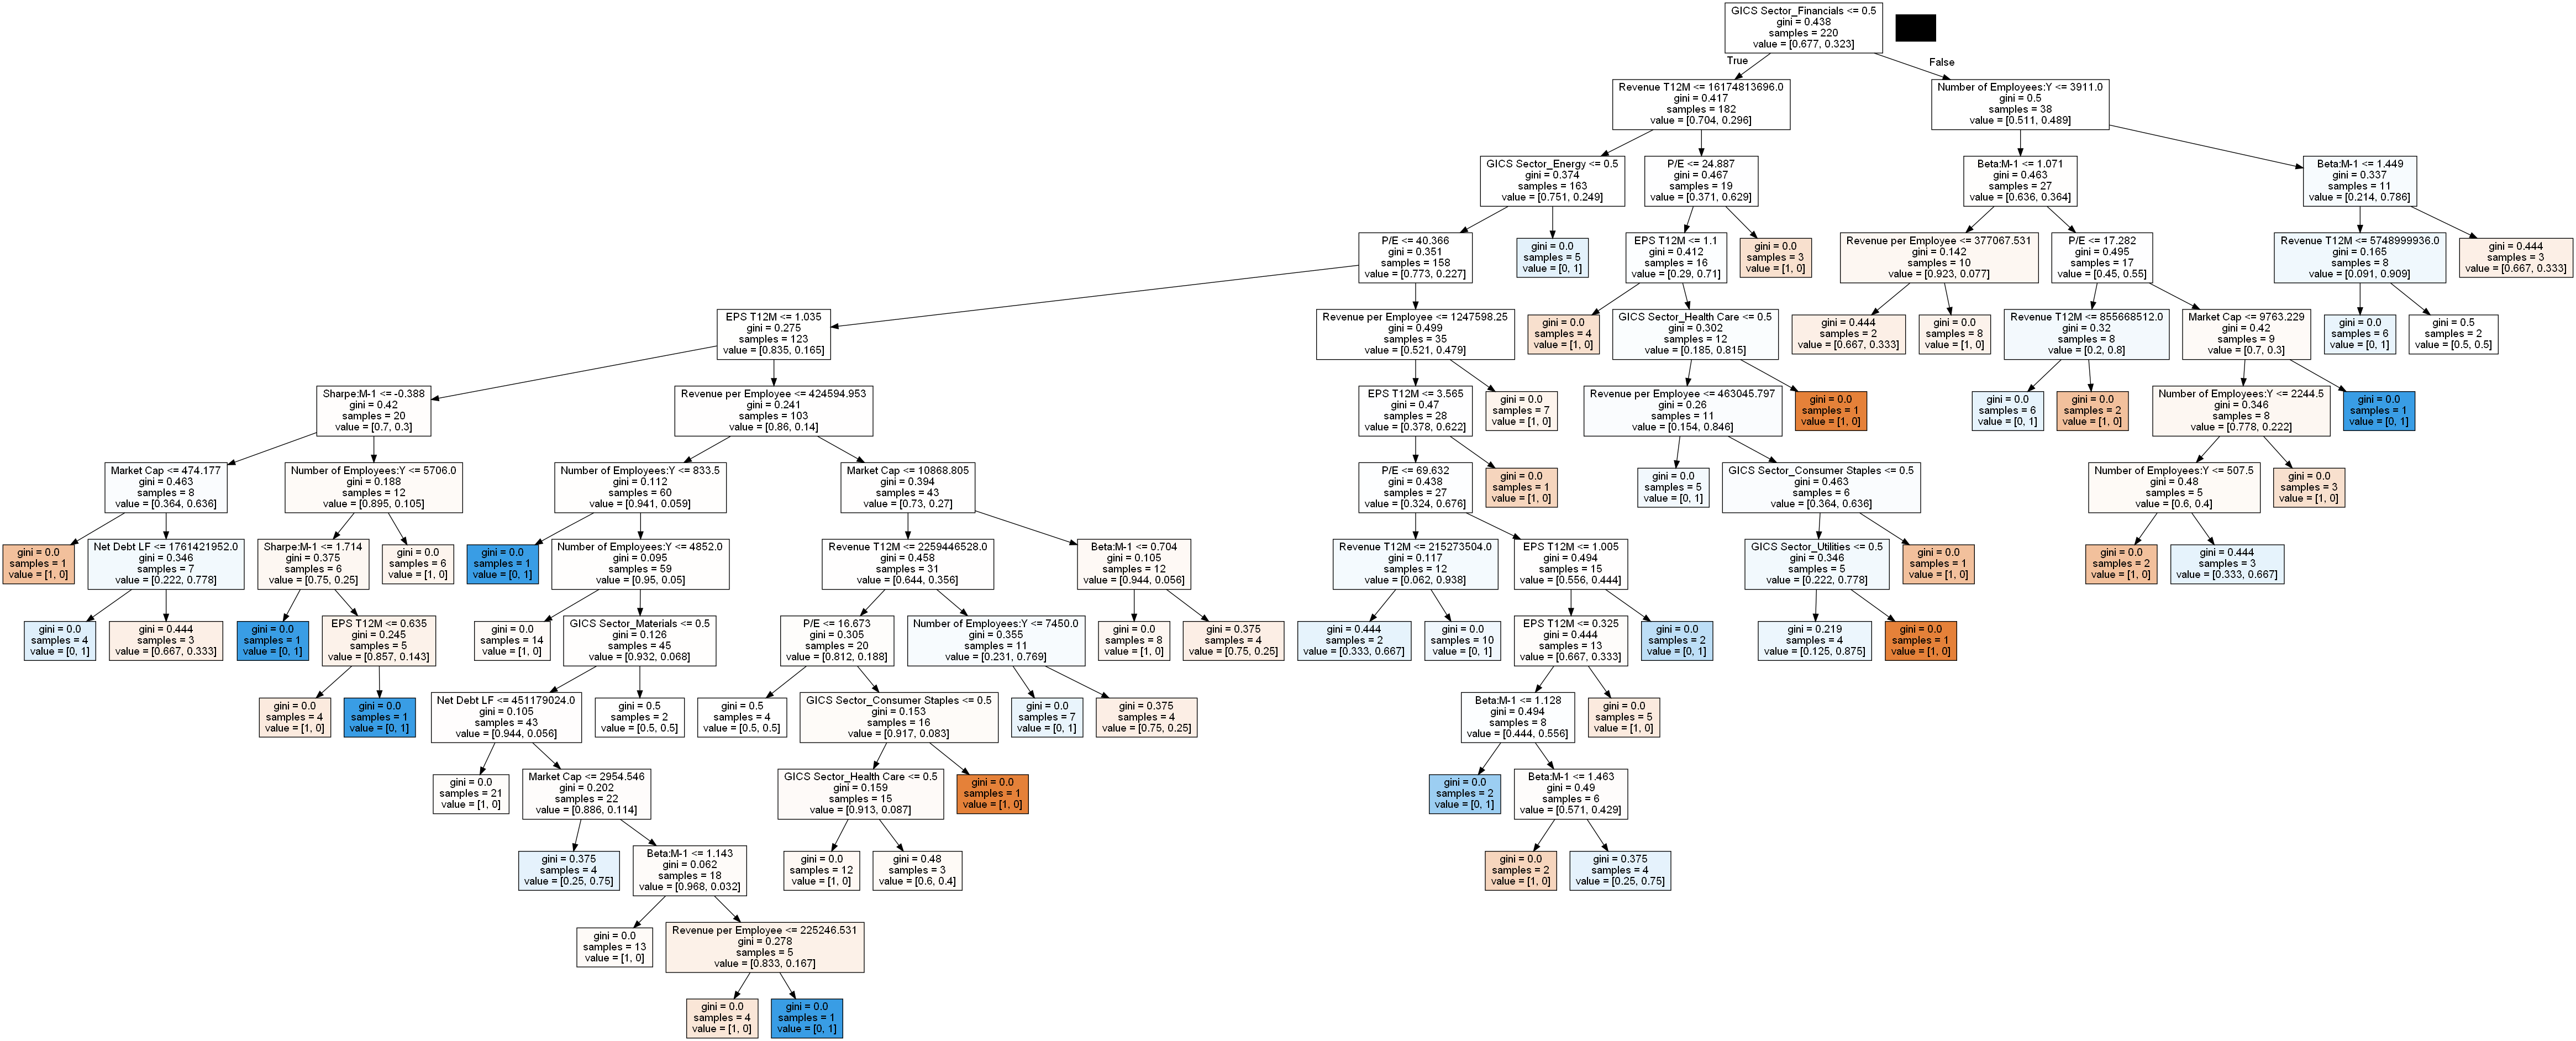 GICS Sector_Financials <= 0.5
gini = 0.438
samples = 220
value = [0.677, 0.323]
True
False
Revenue T12M <= 16174813696.0
gini = 0.417
samples = 182
value = [0.704, 0.296]
Number of Employees:Y <= 3911.0
gini = 0.5
samples = 38
value = [0.511, 0.489]
GICS Sector_Energy <= 0.5
gini = 0.374
samples = 163
value = [0.751, 0.249]
P/E <= 24.887
gini = 0.467
samples = 19
value = [0.371, 0.629]
Beta:M-1 <= 1.071
gini = 0.463
samples = 27
value = [0.636, 0.364]
Beta:M-1 <= 1.449
gini = 0.337
samples = 11
value = [0.214, 0.786]
P/E <= 40.366
gini = 0.351
samples = 158
value = [0.773, 0.227]
gini = 0.0
samples = 5
value = [0, 1]
EPS T12M <= 1.1
gini = 0.412
samples = 16
value = [0.29, 0.71]
gini = 0.0
samples = 3
value = [1, 0]
Revenue per Employee <= 377067.531
gini = 0.142
samples = 10
value = [0.923, 0.077]
P/E <= 17.282
gini = 0.495
samples = 17
value = [0.45, 0.55]
Revenue T12M <= 5748999936.0
gini = 0.165
samples = 8
value = [0.091, 0.909]
gini = 0.444
samples = 3
value = [0.667, 0.333]
EPS T12M <= 1.035
gini = 0.275
samples = 123
value = [0.835, 0.165]
Revenue per Employee <= 1247598.25
gini = 0.499
samples = 35
value = [0.521, 0.479]
gini = 0.0
samples = 4
value = [1, 0]
GICS Sector_Health Care <= 0.5
gini = 0.302
samples = 12
value = [0.185, 0.815]
gini = 0.444
samples = 2
value = [0.667, 0.333]
gini = 0.0
samples = 8
value = [1, 0]
Revenue T12M <= 855668512.0
gini = 0.32
samples = 8
value = [0.2, 0.8]
Market Cap <= 9763.229
gini = 0.42
samples = 9
value = [0.7, 0.3]
gini = 0.0
samples = 6
value = [0, 1]
gini = 0.5
samples = 2
value = [0.5, 0.5]
Sharpe:M-1 <= -0.388
gini = 0.42
samples = 20
value = [0.7, 0.3]
Revenue per Employee <= 424594.953
gini = 0.241
samples = 103
value = [0.86, 0.14]
EPS T12M <= 3.565
gini = 0.47
samples = 28
value = [0.378, 0.622]
gini = 0.0
samples = 7
value = [1, 0]
Revenue per Employee <= 463045.797
gini = 0.26
samples = 11
value = [0.154, 0.846]
gini = 0.0
samples = 1
value = [1, 0]
gini = 0.0
samples = 6
value = [0, 1]
gini = 0.0
samples = 2
value = [1, 0]
Number of Employees:Y <= 2244.5
gini = 0.346
samples = 8
value = [0.778, 0.222]
gini = 0.0
samples = 1
value = [0, 1]
Market Cap <= 474.177
gini = 0.463
samples = 8
value = [0.364, 0.636]
Number of Employees:Y <= 5706.0
gini = 0.188
samples = 12
value = [0.895, 0.105]
Number of Employees:Y <= 833.5
gini = 0.112
samples = 60
value = [0.941, 0.059]
Market Cap <= 10868.805
gini = 0.394
samples = 43
value = [0.73, 0.27]
P/E <= 69.632
gini = 0.438
samples = 27
value = [0.324, 0.676]
gini = 0.0
samples = 1
value = [1, 0]
gini = 0.0
samples = 5
value = [0, 1]
GICS Sector_Consumer Staples <= 0.5
gini = 0.463
samples = 6
value = [0.364, 0.636]
Number of Employees:Y <= 507.5
gini = 0.48
samples = 5
value = [0.6, 0.4]
gini = 0.0
samples = 3
value = [1, 0]
gini = 0.0
samples = 1
value = [1, 0]
Net Debt LF <= 1761421952.0
gini = 0.346
samples = 7
value = [0.222, 0.778]
Sharpe:M-1 <= 1.714
gini = 0.375
samples = 6
value = [0.75, 0.25]
gini = 0.0
samples = 6
value = [1, 0]
gini = 0.0
samples = 1
value = [0, 1]
Number of Employees:Y <= 4852.0
gini = 0.095
samples = 59
value = [0.95, 0.05]
Revenue T12M <= 2259446528.0
gini = 0.458
samples = 31
value = [0.644, 0.356]
Beta:M-1 <= 0.704
gini = 0.105
samples = 12
value = [0.944, 0.056]
Revenue T12M <= 215273504.0
gini = 0.117
samples = 12
value = [0.062, 0.938]
EPS T12M <= 1.005
gini = 0.494
samples = 15
value = [0.556, 0.444]
GICS Sector_Utilities <= 0.5
gini = 0.346
samples = 5
value = [0.222, 0.778]
gini = 0.0
samples = 1
value = [1, 0]
gini = 0.0
samples = 2
value = [1, 0]
gini = 0.444
samples = 3
value = [0.333, 0.667]
gini = 0.0
samples = 4
value = [0, 1]
gini = 0.444
samples = 3
value = [0.667, 0.333]
gini = 0.0
samples = 1
value = [0, 1]
EPS T12M <= 0.635
gini = 0.245
samples = 5
value = [0.857, 0.143]
gini = 0.0
samples = 14
value = [1, 0]
GICS Sector_Materials <= 0.5
gini = 0.126
samples = 45
value = [0.932, 0.068]
P/E <= 16.673
gini = 0.305
samples = 20
value = [0.812, 0.188]
Number of Employees:Y <= 7450.0
gini = 0.355
samples = 11
value = [0.231, 0.769]
gini = 0.0
samples = 8
value = [1, 0]
gini = 0.375
samples = 4
value = [0.75, 0.25]
gini = 0.444
samples = 2
value = [0.333, 0.667]
gini = 0.0
samples = 10
value = [0, 1]
EPS T12M <= 0.325
gini = 0.444
samples = 13
value = [0.667, 0.333]
gini = 0.0
samples = 2
value = [0, 1]
gini = 0.219
samples = 4
value = [0.125, 0.875]
gini = 0.0
samples = 1
value = [1, 0]
gini = 0.0
samples = 4
value = [1, 0]
gini = 0.0
samples = 1
value = [0, 1]
Net Debt LF <= 451179024.0
gini = 0.105
samples = 43
value = [0.944, 0.056]
gini = 0.5
samples = 2
value = [0.5, 0.5]
gini = 0.5
samples = 4
value = [0.5, 0.5]
GICS Sector_Consumer Staples <= 0.5
gini = 0.153
samples = 16
value = [0.917, 0.083]
gini = 0.0
samples = 7
value = [0, 1]
gini = 0.375
samples = 4
value = [0.75, 0.25]
Beta:M-1 <= 1.128
gini = 0.494
samples = 8
value = [0.444, 0.556]
gini = 0.0
samples = 5
value = [1, 0]
gini = 0.0
samples = 21
value = [1, 0]
Market Cap <= 2954.546
gini = 0.202
samples = 22
value = [0.886, 0.114]
GICS Sector_Health Care <= 0.5
gini = 0.159
samples = 15
value = [0.913, 0.087]
gini = 0.0
samples = 1
value = [1, 0]
gini = 0.0
samples = 2
value = [0, 1]
Beta:M-1 <= 1.463
gini = 0.49
samples = 6
value = [0.571, 0.429]
gini = 0.375
samples = 4
value = [0.25, 0.75]
Beta:M-1 <= 1.143
gini = 0.062
samples = 18
value = [0.968, 0.032]
gini = 0.0
samples = 12
value = [1, 0]
gini = 0.48
samples = 3
value = [0.6, 0.4]
gini = 0.0
samples = 2
value = [1, 0]
gini = 0.375
samples = 4
value = [0.25, 0.75]
gini = 0.0
samples = 13
value = [1, 0]
Revenue per Employee <= 225246.531
gini = 0.278
samples = 5
value = [0.833, 0.167]
gini = 0.0
samples = 4
value = [1, 0]
gini = 0.0
samples = 1
value = [0, 1]